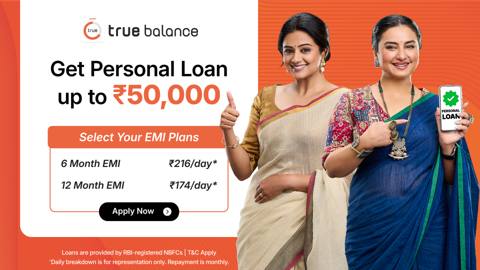 true
true balance
Get Personal Loan
up to ₹50,000
Select Your EMI Plans
6 Month EMI ₹216/day*
12 Month EMI ₹174/day*
Apply Now
PERSONAL
LOAN
Loans are provided by RBI-registered NBFCs | T&C Apply
*Daily breakdown is for representation only. Repayment is monthly.